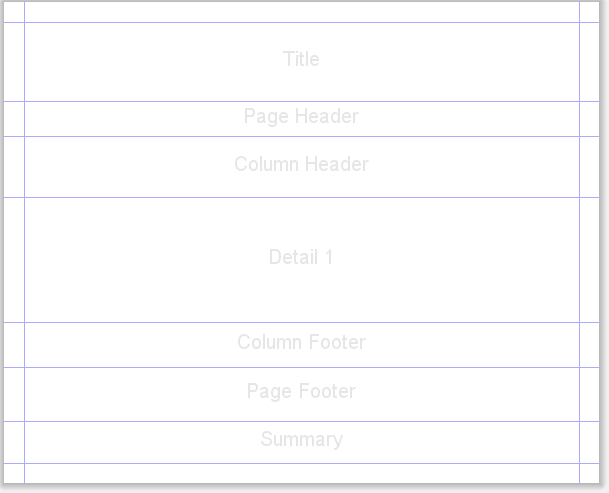 Title
Page Header
Column Header
Detail 1
Column Footer
Page Footer
Summary